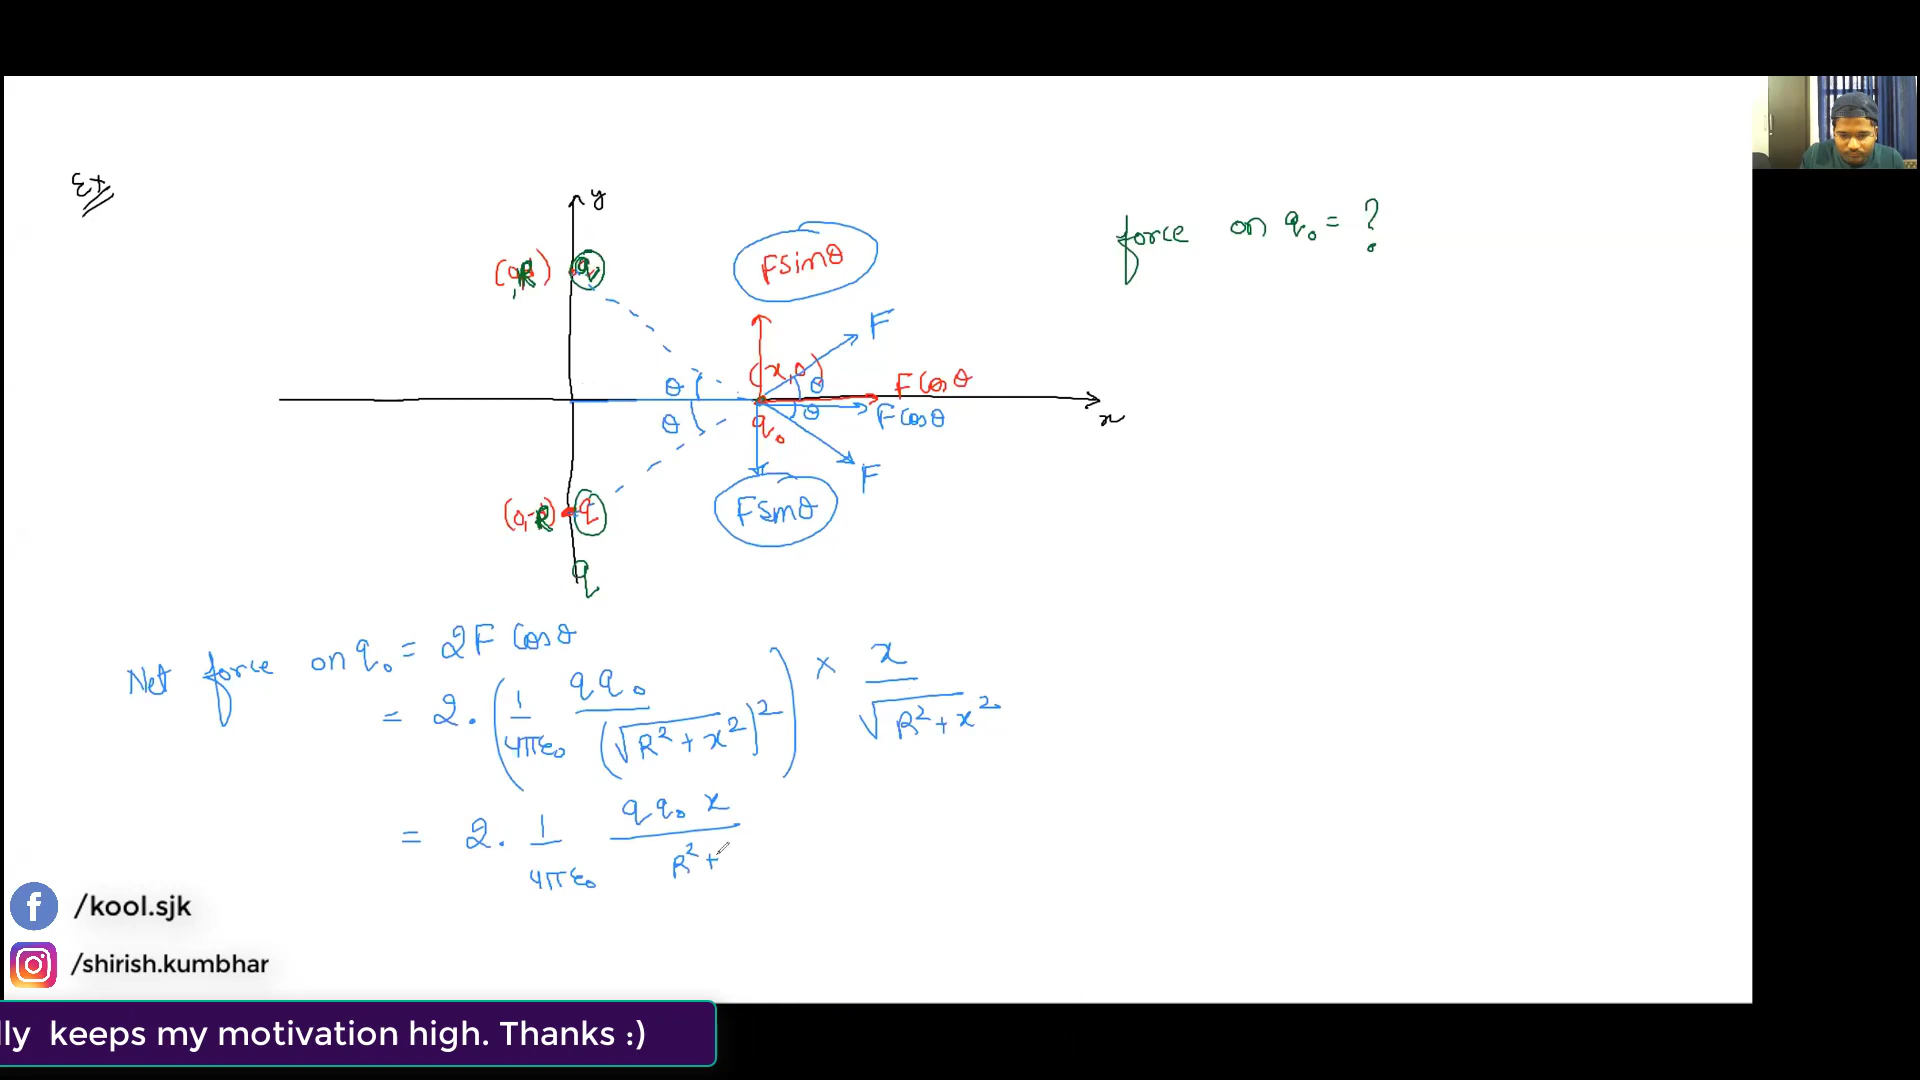 Ex
y
Fsinθ
force on q₀ = ?
(0,R) q
F
(x,0)
θ θ F Cosθ
θ θ F Cosθ
q₀ x
F
(0,-R) q
Fsinθ
q
Net force on q₀ = 2F Cosθ
= 2 · (1/4πε₀ qq₀/(√R²+x²)²) × x/√R²+x²
= 2 · 1/4πε₀ qq₀ x/R²+
/kool.sjk
/shirish.kumbhar
lly keeps my motivation high. Thanks :)